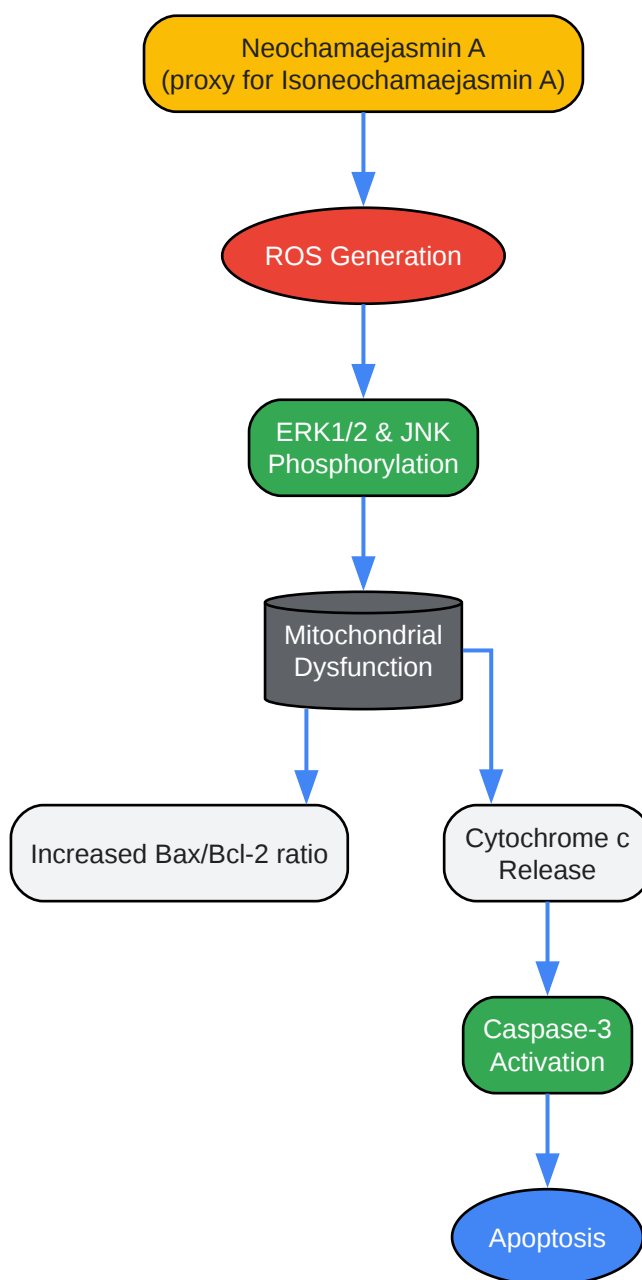 Neochamaejasmin A
(proxy for Isoneochamaejasmin A)
ROS Generation
ERK1/2 & JNK
Phosphorylation
Mitochondrial
Dysfunction
Increased Bax/Bcl-2 ratio
Cytochrome c
Release
Caspase-3
Activation
Apoptosis